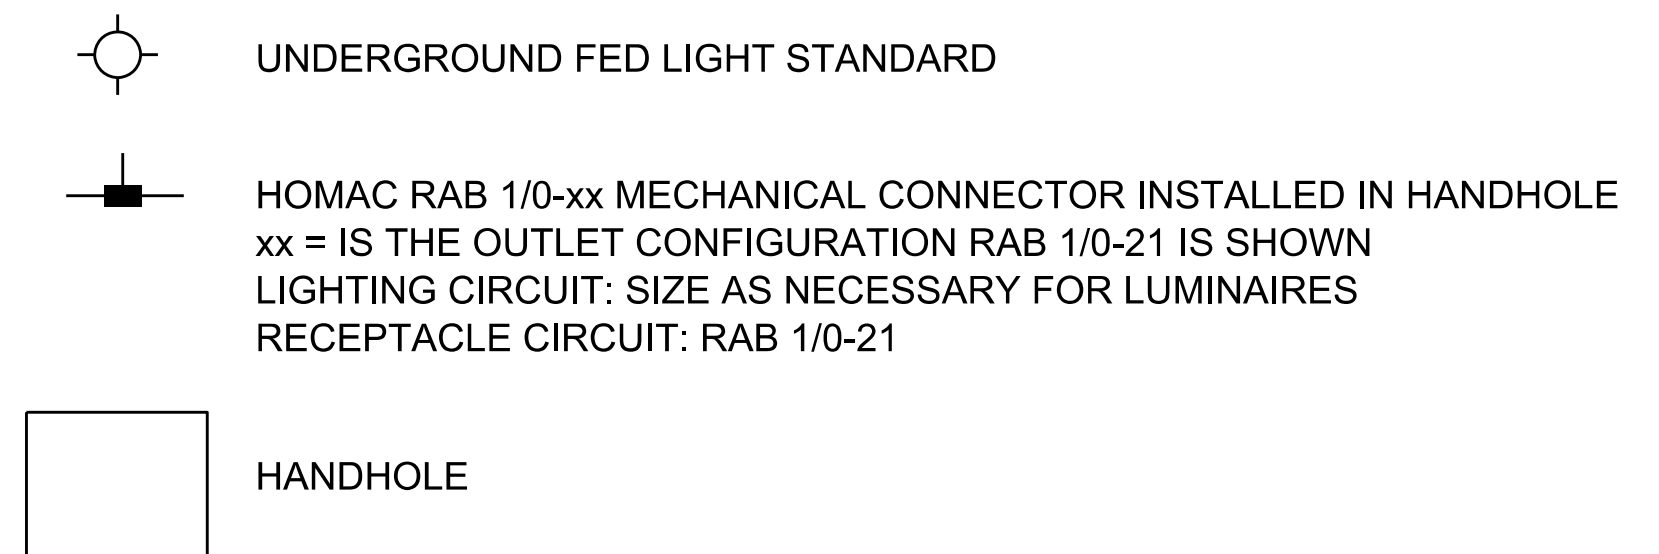 UNDERGROUND FED LIGHT STANDARD
HOMAC RAB 1/0-xx MECHANICAL CONNECTOR INSTALLED IN HANDHOLE
xx = IS THE OUTLET CONFIGURATION RAB 1/0-21 IS SHOWN
LIGHTING CIRCUIT: SIZE AS NECESSARY FOR LUMINAIRES
RECEPTACLE CIRCUIT: RAB 1/0-21
HANDHOLE